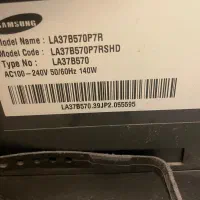 SAMSUNG
Model Name : LA37B570P7R
Model Code : LA37B570P7RSHD
Type No : LA37B570
AC100 - 240V 50/60Hz 140W
LA37B570.39JP2.055595